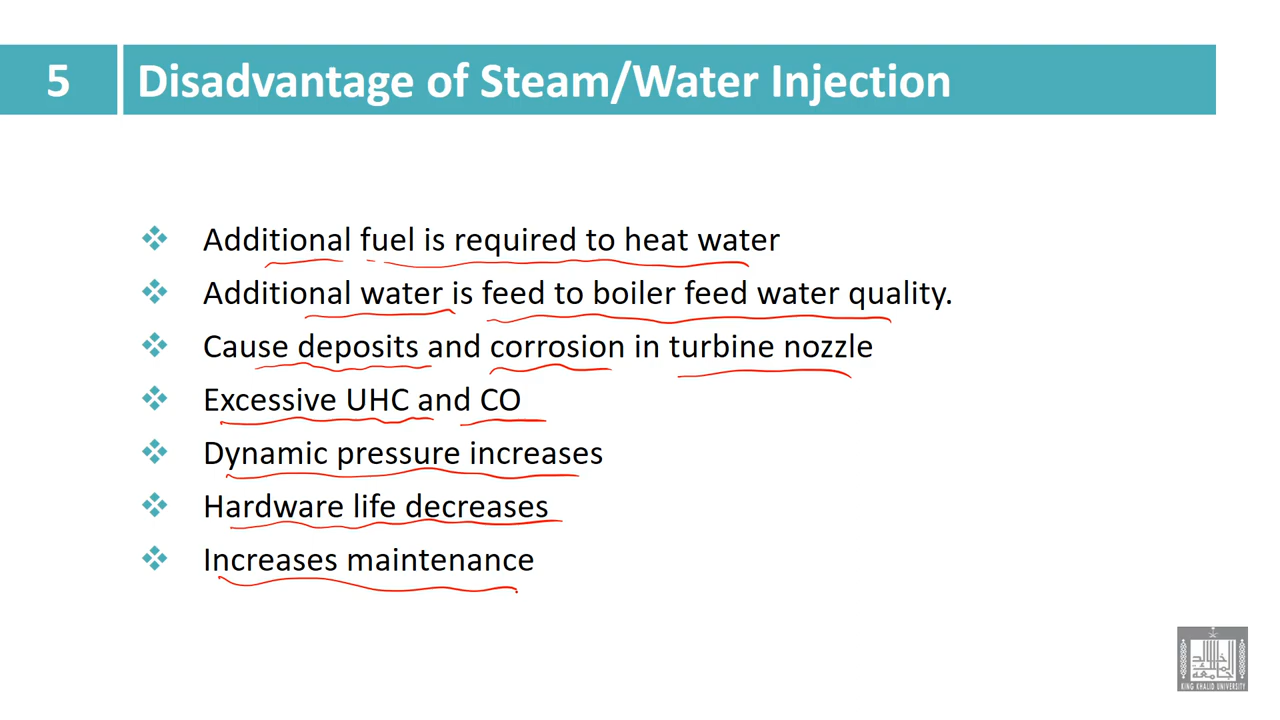 5
Disadvantage of Steam/Water Injection
Additional fuel is required to heat water
Additional water is feed to boiler feed water quality.
Cause deposits and corrosion in turbine nozzle
Excessive UHC and CO
Dynamic pressure increases
Hardware life decreases
Increases maintenance
KING KHALID UNIVERSITY